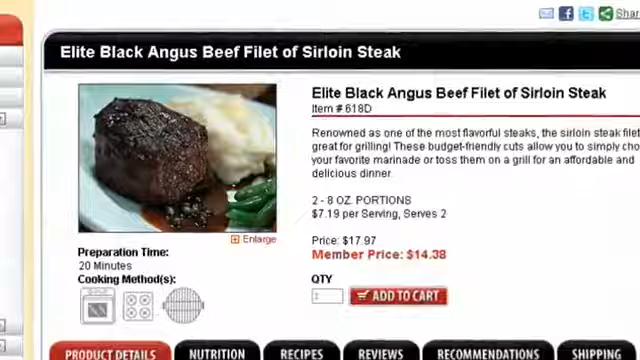 Share
Elite Black Angus Beef Filet of Sirloin Steak
Elite Black Angus Beef Filet of Sirloin Steak
Item # 618D
Renowned as one of the most flavorful steaks, the sirloin steak filet
great for grilling! These budget-friendly cuts allow you to simply
your favorite marinade or toss them on a grill for an affordable and
delicious dinner.
2 - 8 OZ. PORTIONS
$7.19 per Serving, Serves 2
Enlarge
Price: $17.97
Member Price: $14.38
Preparation Time:
20 Minutes
Cooking Method(s):
QTY
ADD TO CART
PRODUCT DETAILS
NUTRITION
RECIPES
REVIEWS
RECOMMENDATIONS
SHIPPING